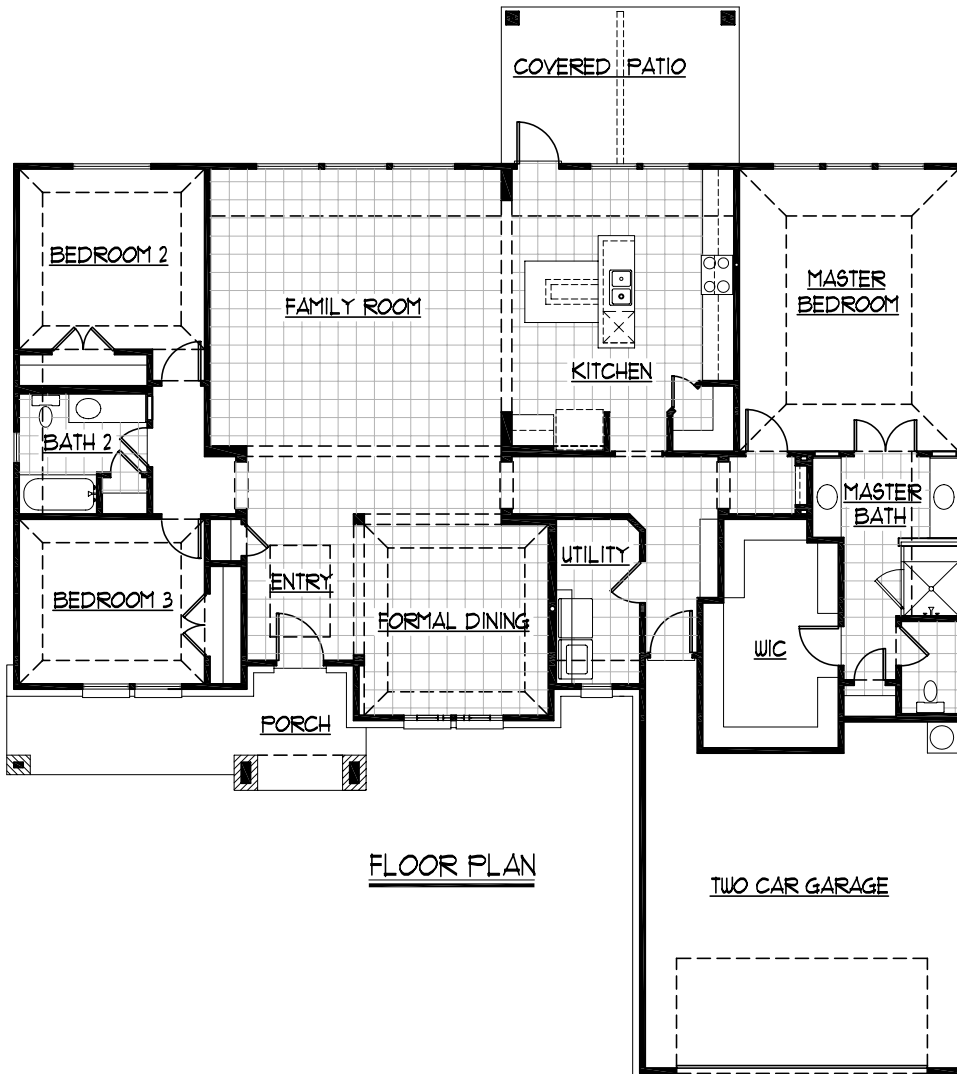 COVERED PATIO
BEDROOM 2
FAMILY ROOM
MASTER
BEDROOM
KITCHEN
BATH 2
MASTER
BATH
UTILITY
ENTRY
BEDROOM 3
FORMAL DINING
WIC
PORCH
FLOOR PLAN
TWO CAR GARAGE